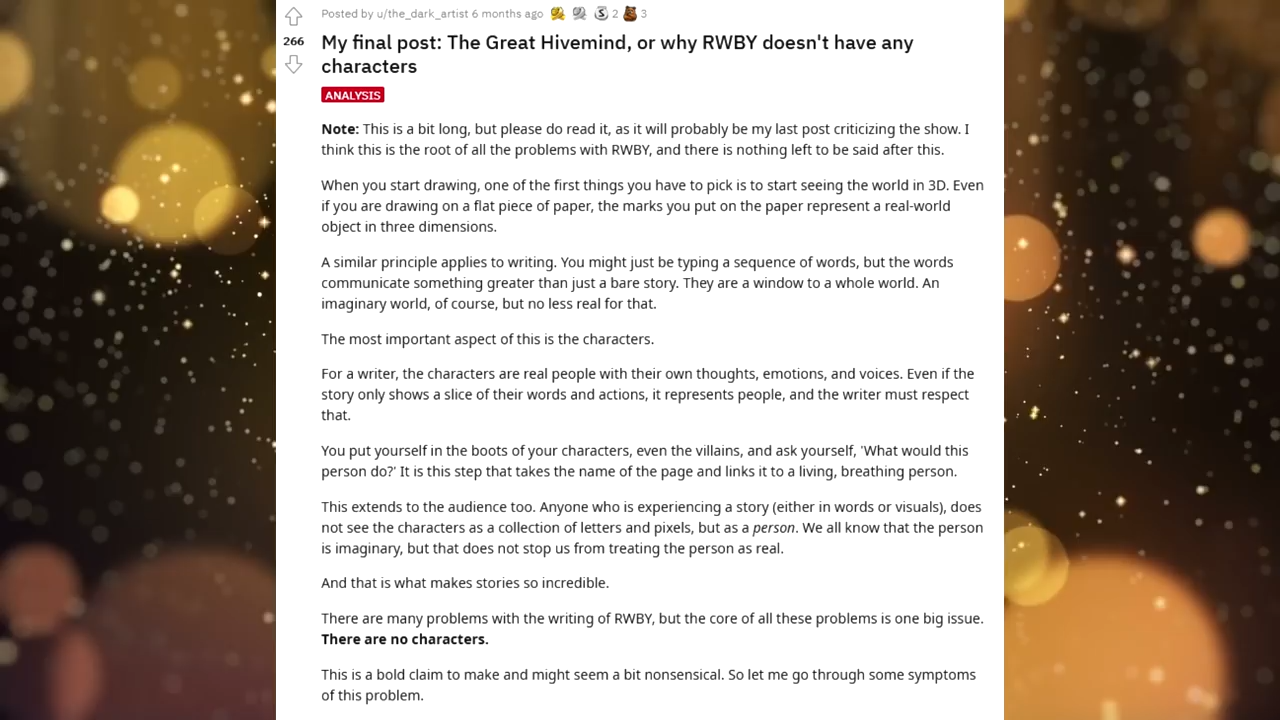 Posted by u/the_dark_artist 6 months ago 2 3
266
My final post: The Great Hivemind, or why RWBY doesn't have any
characters
ANALYSIS
Note: This is a bit long, but please do read it, as it will probably be my last post criticizing the show. I
think this is the root of all the problems with RWBY, and there is nothing left to be said after this.
When you start drawing, one of the first things you have to pick is to start seeing the world in 3D. Even
if you are drawing on a flat piece of paper, the marks you put on the paper represent a real-world
object in three dimensions.
A similar principle applies to writing. You might just be typing a sequence of words, but the words
communicate something greater than just a bare story. They are a window to a whole world. An
imaginary world, of course, but no less real for that.
The most important aspect of this is the characters.
For a writer, the characters are real people with their own thoughts, emotions, and voices. Even if the
story only shows a slice of their words and actions, it represents people, and the writer must respect
that.
You put yourself in the boots of your characters, even the villains, and ask yourself, 'What would this
person do?' It is this step that takes the name of the page and links it to a living, breathing person.
This extends to the audience too. Anyone who is experiencing a story (either in words or visuals), does
not see the characters as a collection of letters and pixels, but as a person. We all know that the person
is imaginary, but that does not stop us from treating the person as real.
And that is what makes stories so incredible.
There are many problems with the writing of RWBY, but the core of all these problems is one big issue.
There are no characters.
This is a bold claim to make and might seem a bit nonsensical. So let me go through some symptoms
of this problem.